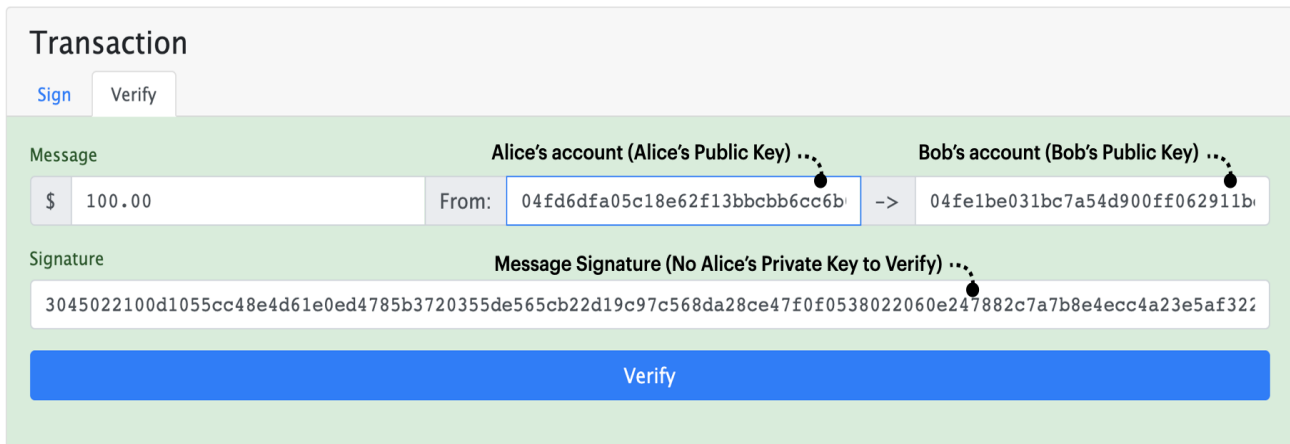 Transaction
Sign Verify
Message
Alice's account (Alice's Public Key)
Bob's account (Bob's Public Key)
$ 100.00 From: 04fd6dfa05c18e62f13bbcbb6cc6b -> 04fe1be031bc7a54d900ff062911b
Signature
Message Signature (No Alice's Private Key to Verify)
3045022100d1055cc48e4d61e0ed4785b3720355de565cb22d19c97c568da28ce47f0f0538022060e247882c7a7b8e4ecc4a23e5af322
Verify